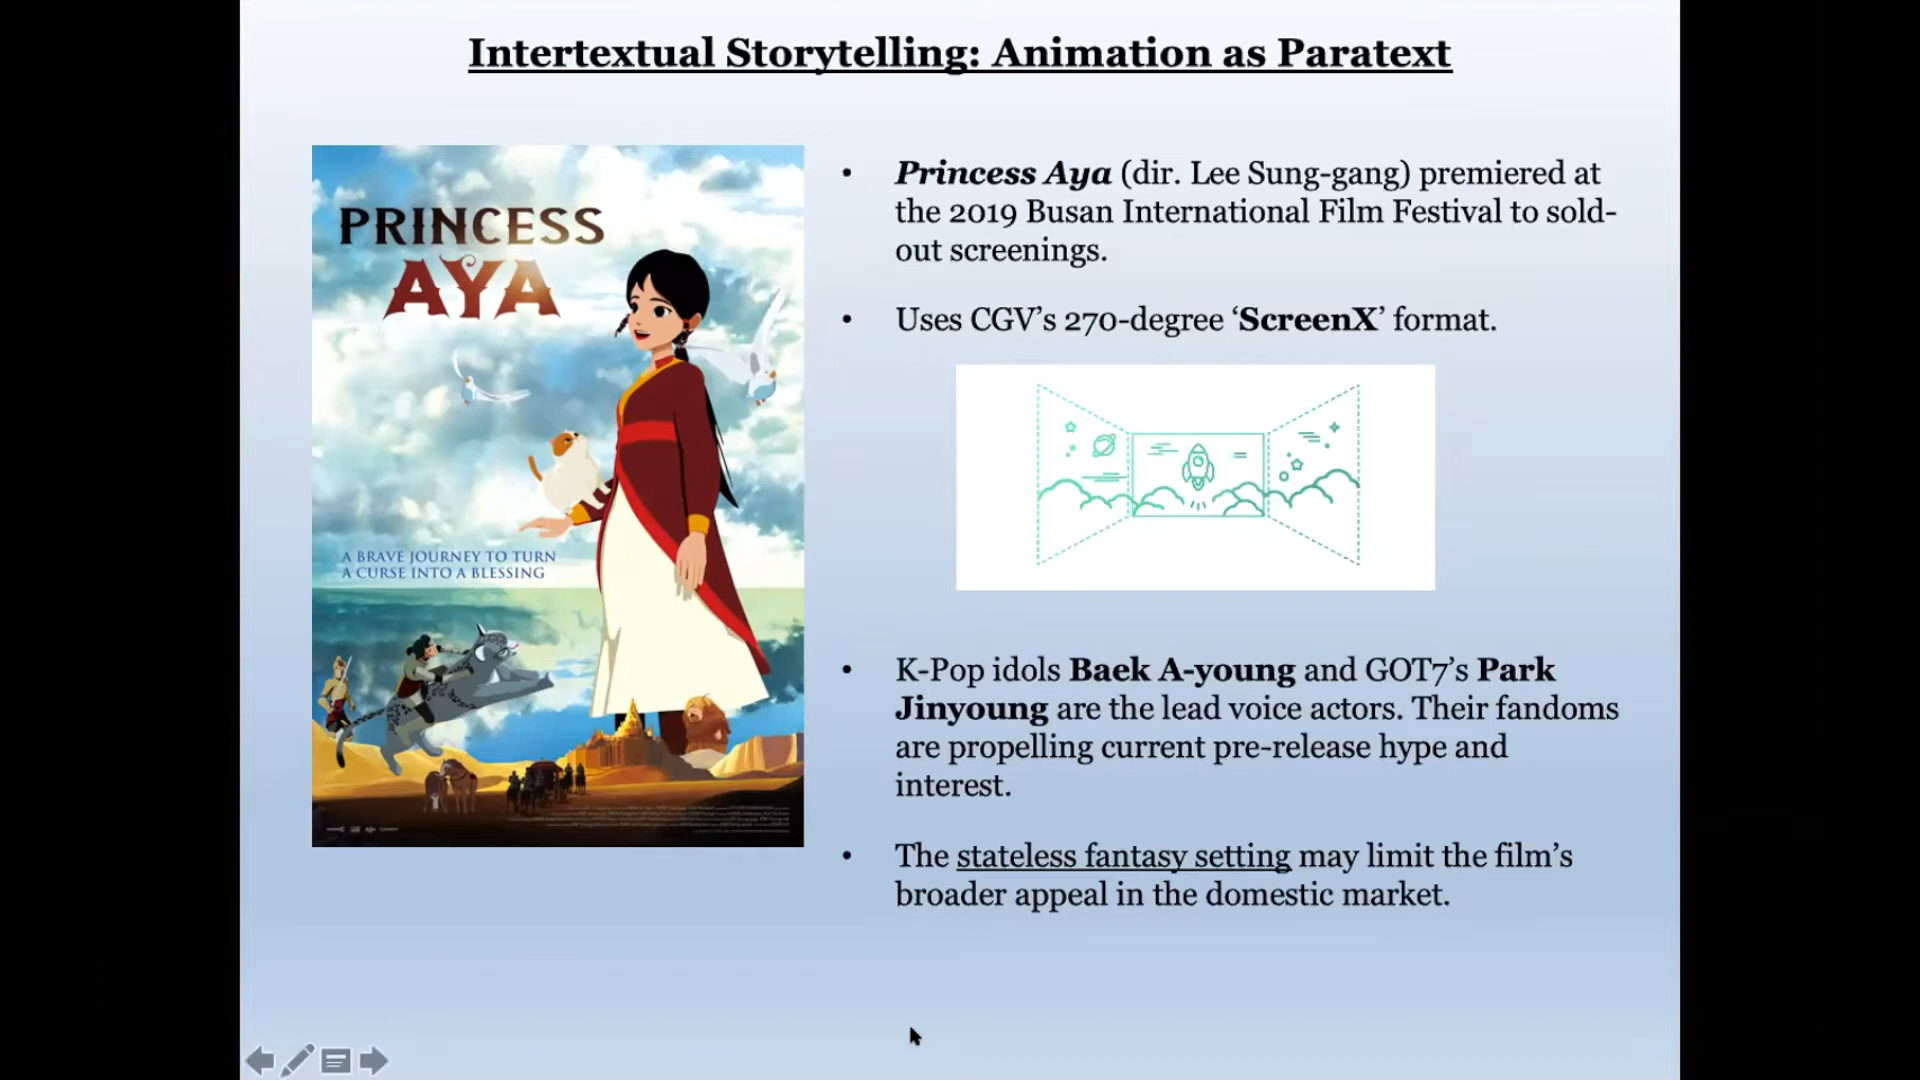 Intertextual Storytelling: Animation as Paratext
PRINCESS
AYA
A BRAVE JOURNEY TO TURN
A CURSE INTO A BLESSING
• Princess Aya (dir. Lee Sung-gang) premiered at
the 2019 Busan International Film Festival to sold-
out screenings.
• Uses CGV’s 270-degree ‘ScreenX’ format.
• K-Pop idols Baek A-young and GOT7’s Park
Jinyoung are the lead voice actors. Their fandoms
are propelling current pre-release hype and
interest.
• The stateless fantasy setting may limit the film’s
broader appeal in the domestic market.